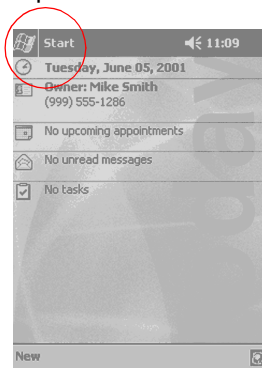 Start 11:09
Tuesday, June 05, 2001
Owner: Mike Smith
(999) 555-1286
No upcoming appointments
No unread messages
No tasks
New